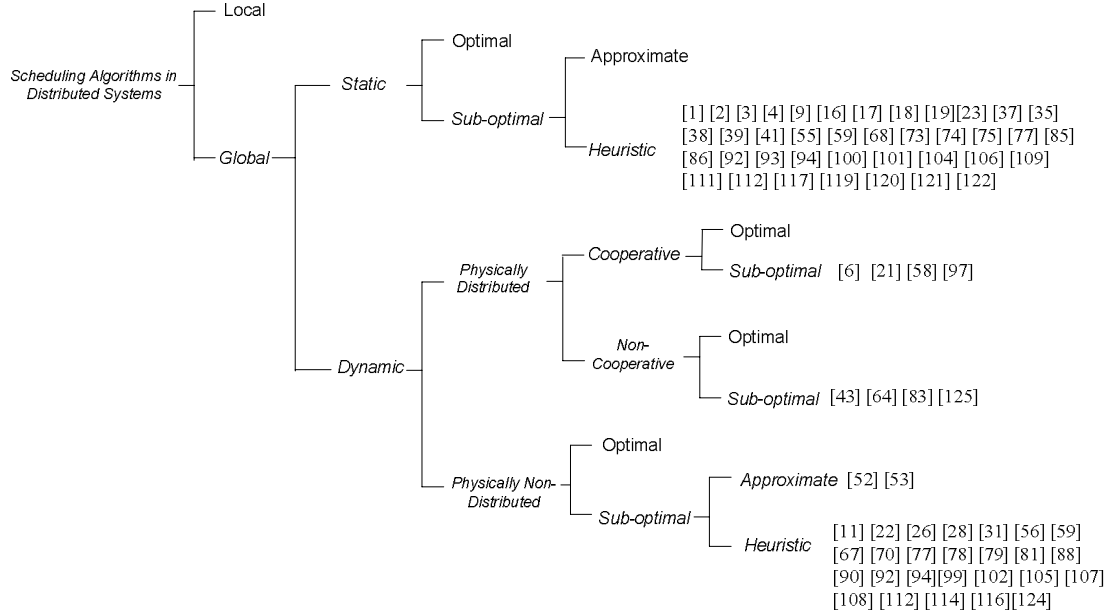 Local
Scheduling Algorithms in
Distributed Systems
Global
Static
Optimal
Sub-optimal
Approximate
Heuristic
[1] [2] [3] [4] [9] [16] [17] [18] [19][23] [37] [35]
[38] [39] [41] [55] [59] [68] [73] [74] [75] [77] [85]
[86] [92] [93] [94] [100] [101] [104] [106] [109]
[111] [112] [117] [119] [120] [121] [122]
Dynamic
Physically
Distributed
Cooperative
Optimal
Sub-optimal [6] [21] [58] [97]
Non-
Cooperative
Optimal
Sub-optimal [43] [64] [83] [125]
Physically Non-
Distributed
Optimal
Sub-optimal
Approximate [52] [53]
Heuristic
[11] [22] [26] [28] [31] [56] [59]
[67] [70] [77] [78] [79] [81] [88]
[90] [92] [94][99] [102] [105] [107]
[108] [112] [114] [116][124]